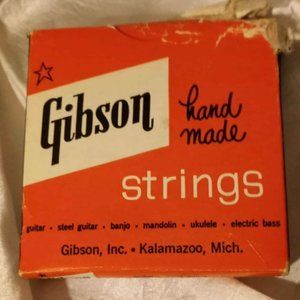 Gibson
hand
made
strings
guitar • steel guitar • banjo • mandolin • ukulele • electric bass
Gibson, Inc. • Kalamazoo, Mich.